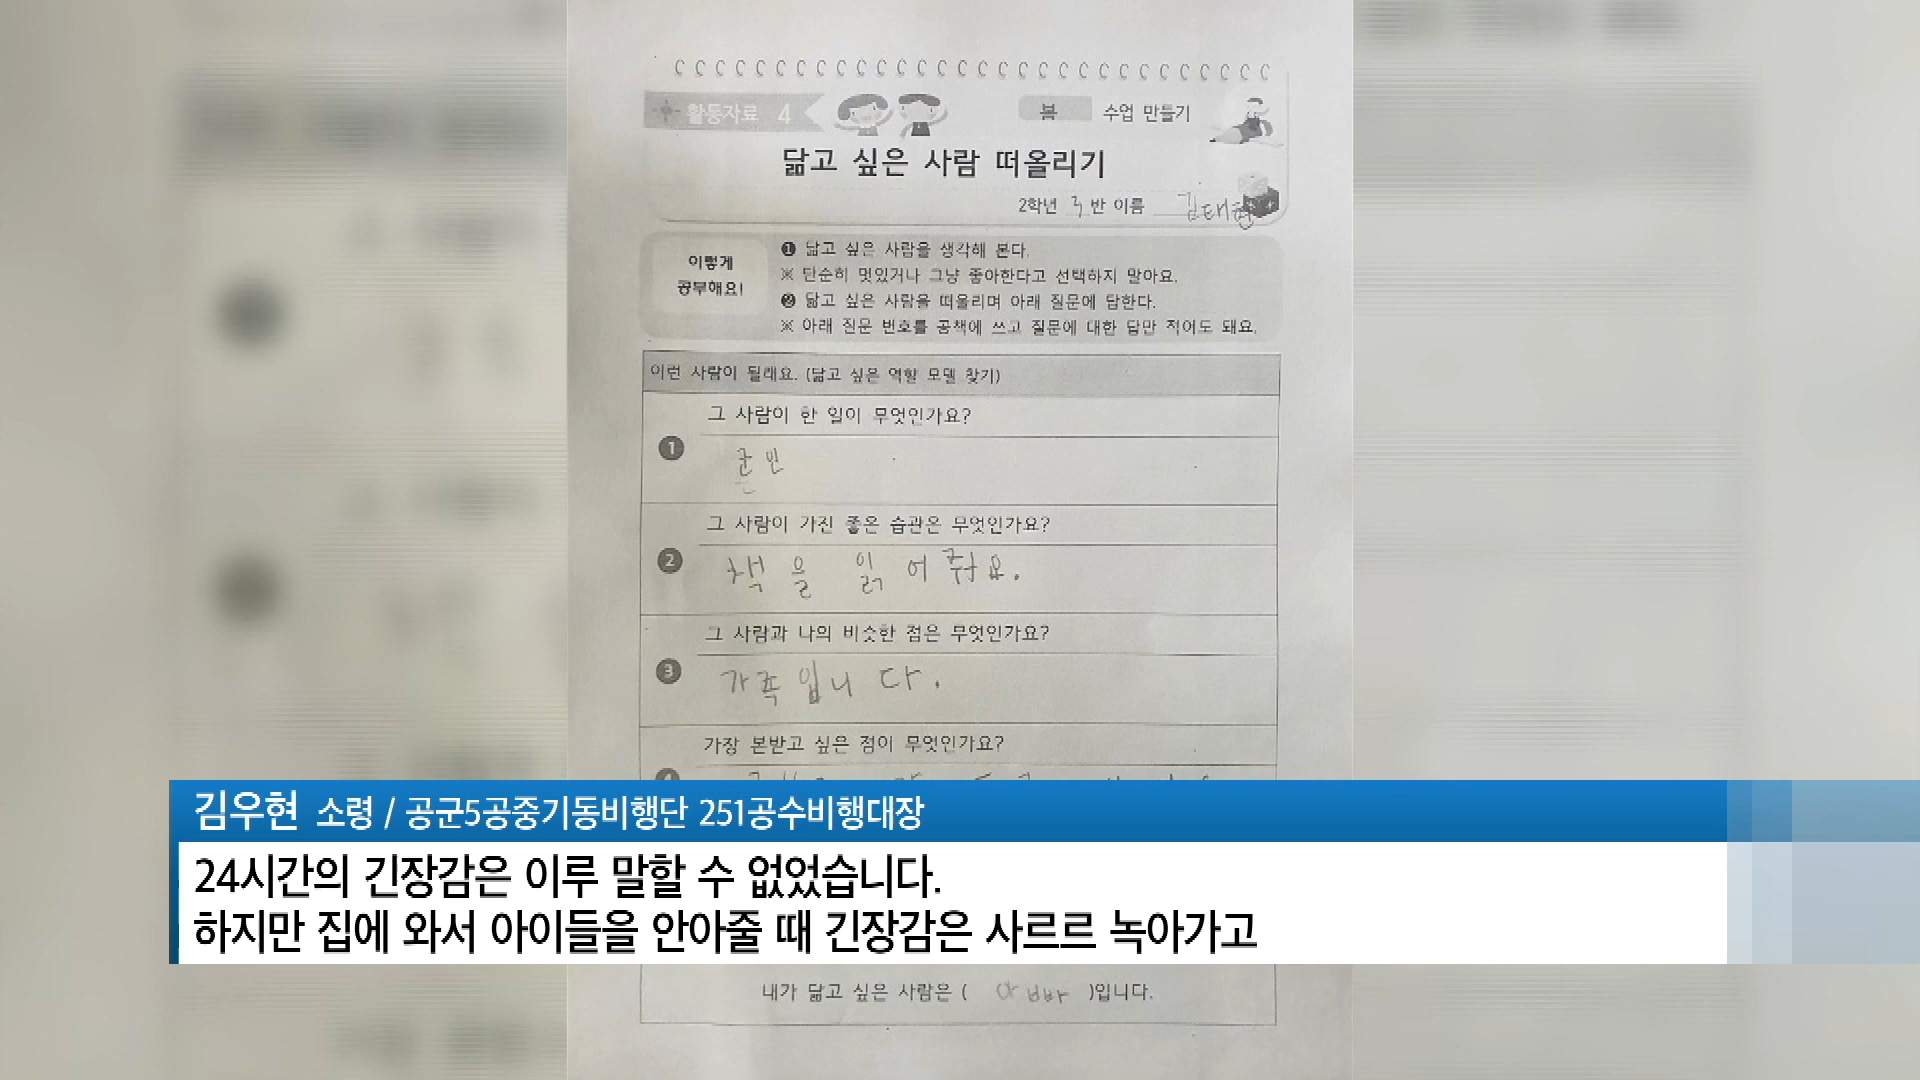 활동자료 4
봄 수업 만들기
닮고 싶은 사람 떠올리기
2학년 3 반 이름 김태현
이렇게
공부해요!
❶ 닮고 싶은 사람을 생각해 본다.
※ 단순히 멋있거나 그냥 좋아한다고 선택하지 말아요.
❷ 닮고 싶은 사람을 떠올리며 아래 질문에 답한다.
※ 아래 질문 번호를 공책에 쓰고 질문에 대한 답만 적어도 돼요.
이런 사람이 될래요. (닮고 싶은 역할 모델 찾기)
그 사람이 한 일이 무엇인가요?
1
군인
그 사람이 가진 좋은 습관은 무엇인가요?
2
책을 읽어줘요.
그 사람과 나의 비슷한 점은 무엇인가요?
3
가족입니다.
가장 본받고 싶은 점이 무엇인가요?
김우현 소령 / 공군5공중기동비행단 251공수비행대장
24시간의 긴장감은 이루 말할 수 없었습니다.
하지만 집에 와서 아이들을 안아줄 때 긴장감은 사르르 녹아가고
내가 닮고 싶은 사람은 ( 아빠 )입니다.